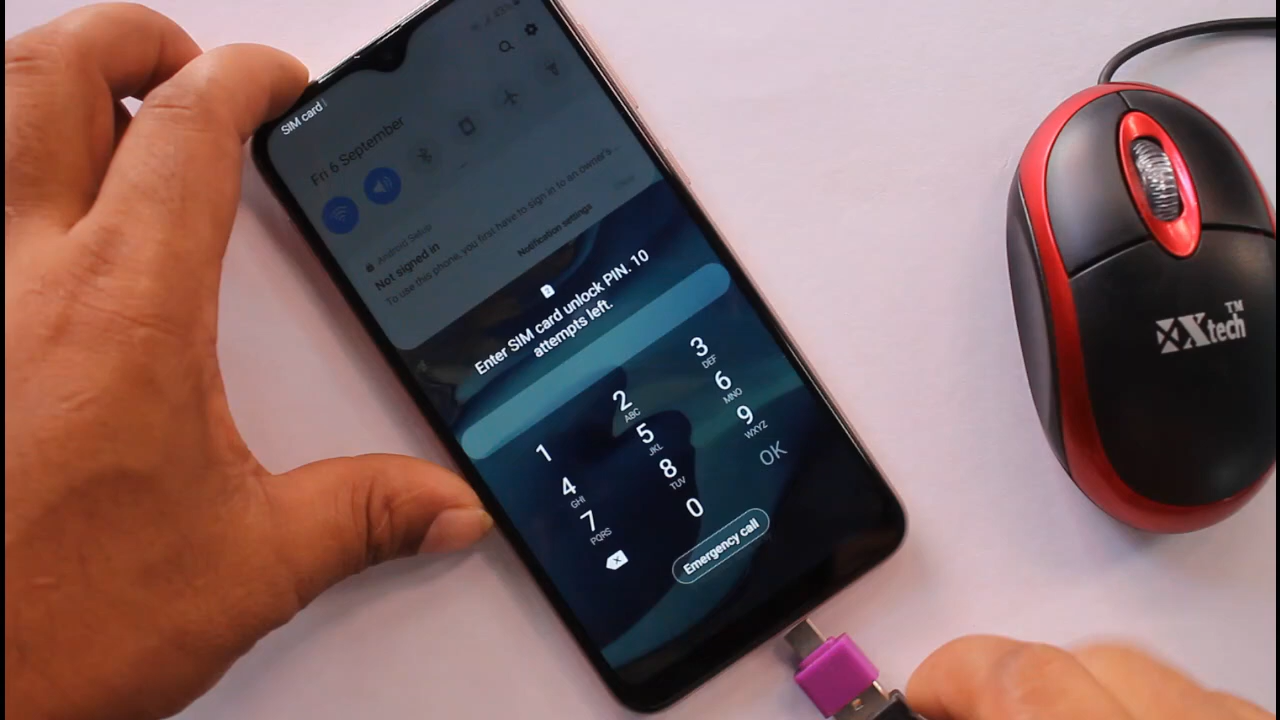 SIM card
Fri 6 September
Android Setup
Not signed in
To use this phone, you first have to sign in to an owner's...
Clear
Notification settings
Enter SIM card unlock PIN. 10
attempts left.
1
2
ABC
3
DEF
4
GHI
5
JKL
6
MNO
7
PQRS
8
TUV
9
WXYZ
0
OK
Emergency call
Xtech™